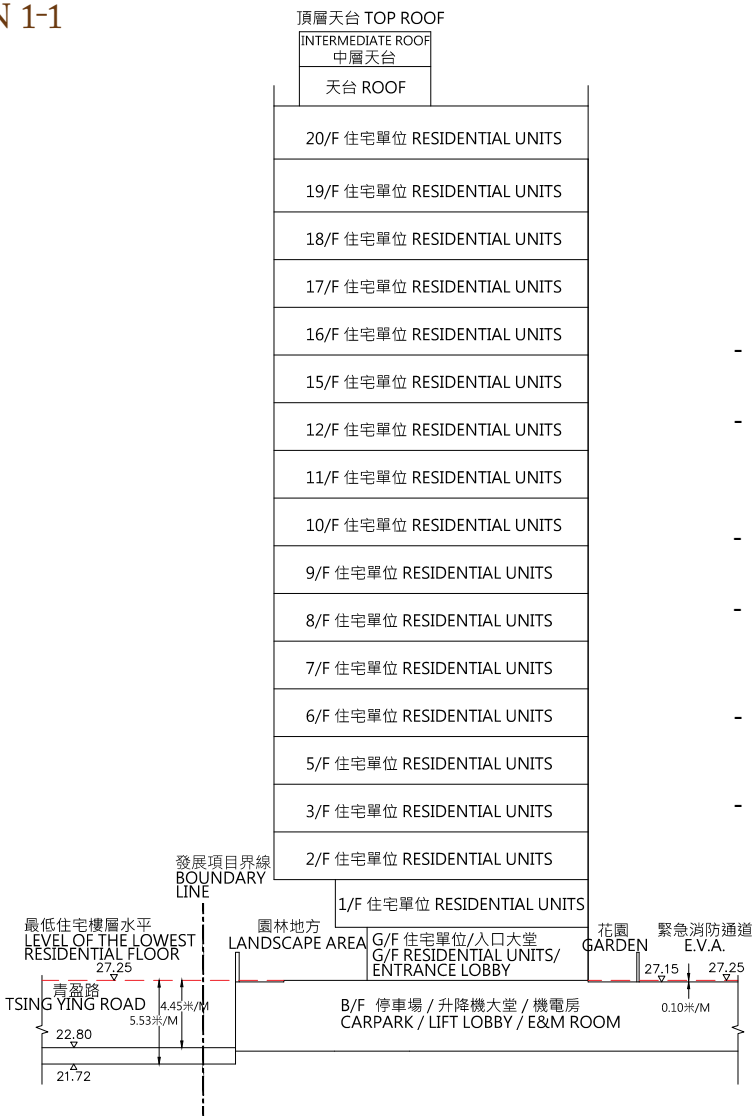 N 1-1
頂層天台 TOP ROOF
INTERMEDIATE ROOF
中層天台
天台 ROOF
20/F 住宅單位 RESIDENTIAL UNITS
19/F 住宅單位 RESIDENTIAL UNITS
18/F 住宅單位 RESIDENTIAL UNITS
17/F 住宅單位 RESIDENTIAL UNITS
16/F 住宅單位 RESIDENTIAL UNITS
15/F 住宅單位 RESIDENTIAL UNITS
12/F 住宅單位 RESIDENTIAL UNITS
11/F 住宅單位 RESIDENTIAL UNITS
10/F 住宅單位 RESIDENTIAL UNITS
9/F 住宅單位 RESIDENTIAL UNITS
8/F 住宅單位 RESIDENTIAL UNITS
7/F 住宅單位 RESIDENTIAL UNITS
6/F 住宅單位 RESIDENTIAL UNITS
5/F 住宅單位 RESIDENTIAL UNITS
3/F 住宅單位 RESIDENTIAL UNITS
2/F 住宅單位 RESIDENTIAL UNITS
發展項目界線
BOUNDARY
LINE
1/F 住宅單位 RESIDENTIAL UNITS
最低住宅樓層水平
LEVEL OF THE LOWEST
RESIDENTIAL FLOOR
27.25
園林地方
LANDSCAPE AREA
G/F 住宅單位/入口大堂
G/F RESIDENTIAL UNITS/
ENTRANCE LOBBY
花園
GARDEN
緊急消防通道
E.V.A.
27.15
27.25
青盈路
TSING YING ROAD
4.45米/M
5.53米/M
B/F 停車場 / 升降機大堂 / 機電房
CARPARK / LIFT LOBBY / E&M ROOM
0.10米/M
22.80
21.72